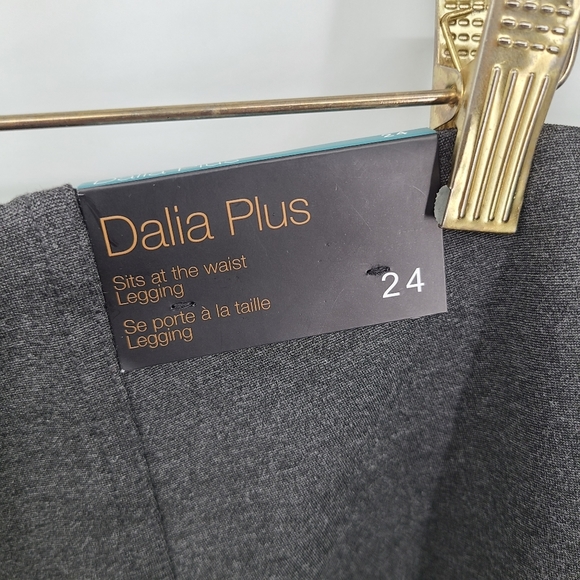 Dalia Plus
Sits at the waist
Legging
24
Se porte à la taille
Legging